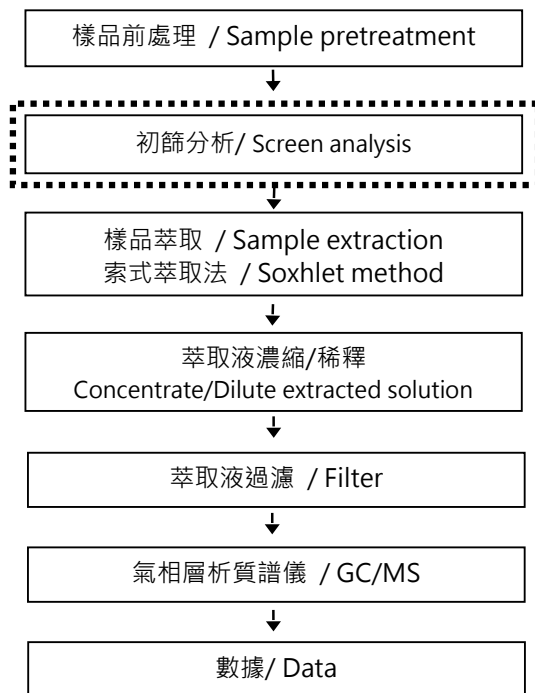 樣品前處理 / Sample pretreatment
初篩分析/ Screen analysis
樣品萃取 / Sample extraction
索式萃取法 / Soxhlet method
萃取液濃縮/稀釋
Concentrate/Dilute extracted solution
萃取液過濾 / Filter
氣相層析質譜儀 / GC/MS
數據/ Data